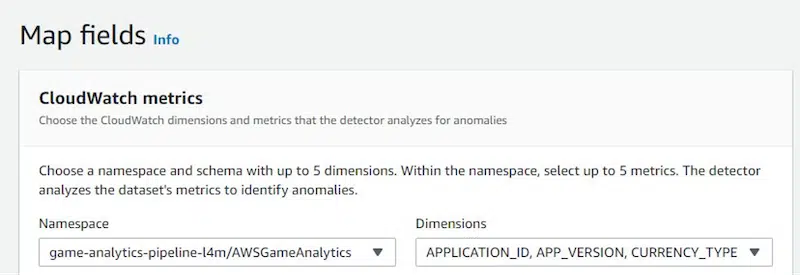 Map fields Info
CloudWatch metrics
Choose the CloudWatch dimensions and metrics that the detector analyzes for anomalies
Choose a namespace and schema with up to 5 dimensions. Within the namespace, select up to 5 metrics. The detector
analyzes the dataset's metrics to identify anomalies.
Namespace
Dimensions
game-analytics-pipeline-l4m/AWSGameAnalytics
APPLICATION_ID, APP_VERSION, CURRENCY_TYPE